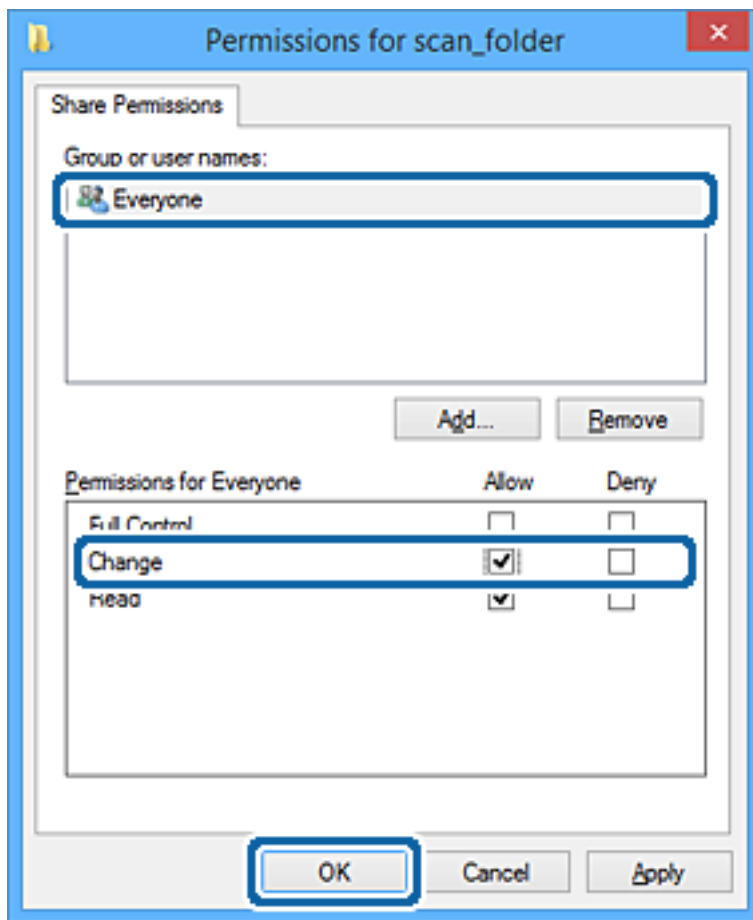 Permissions for scan_folder
Share Permissions
Group or user names:
Everyone
Add... Remove
Permissions for Everyone Allow Deny
Full Control
Change
Read
OK Cancel Apply